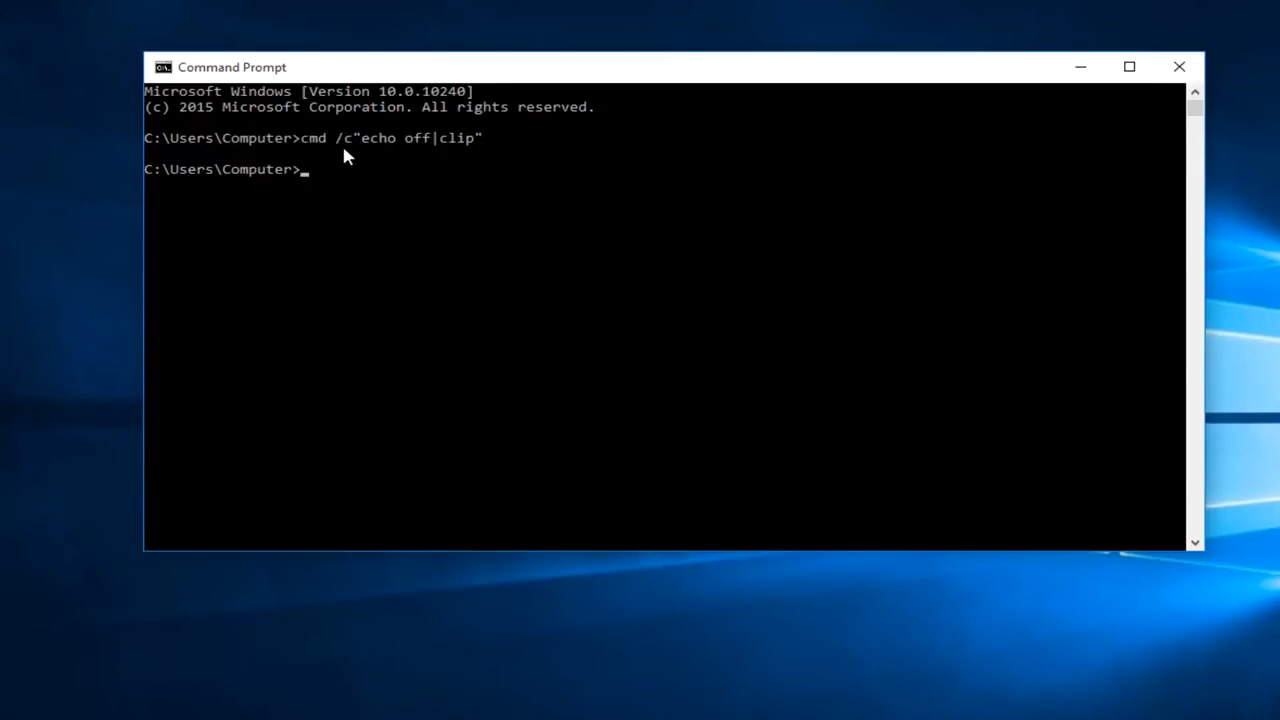 Command Prompt
Microsoft Windows [Version 10.0.10240]
(c) 2015 Microsoft Corporation. All rights reserved.
C:\Users\Computer>cmd /c"echo off|clip"
C:\Users\Computer>